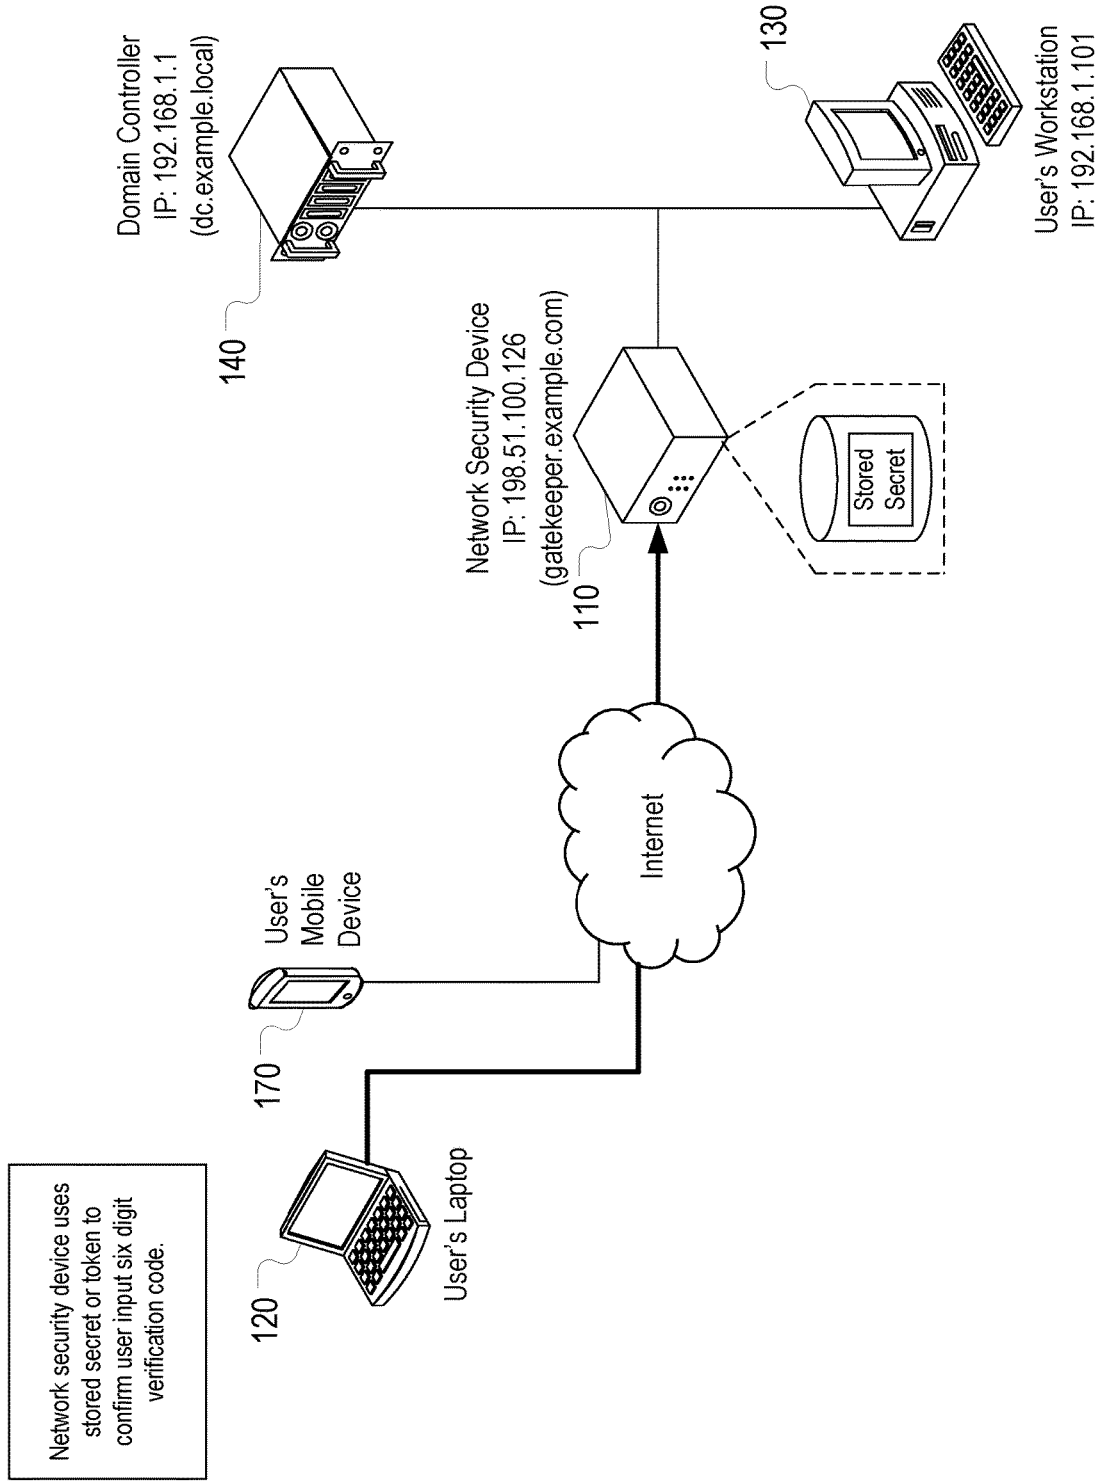 Network security device uses
stored secret or token to
confirm user input six digit
verification code.
120
User's Laptop
170
User's
Mobile
Device
Internet
110
Network Security Device
IP: 198.51.100.126
(gatekeeper.example.com)
Stored
Secret
140
Domain Controller
IP: 192.168.1.1
(dc.example.local)
130
User's Workstation
IP: 192.168.1.101